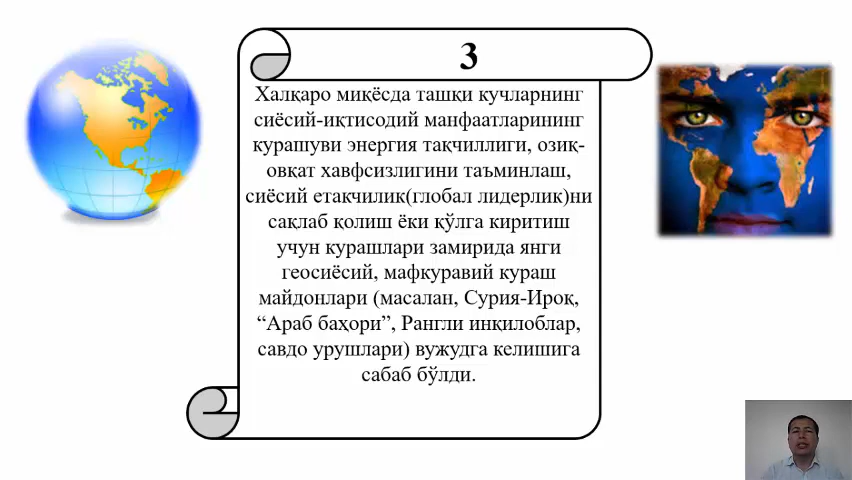 3
Халқаро миқёсда ташқи кучларнинг
сиёсий-иқтисодий манфаатларининг
курашуви энергия тақчиллиги, озиқ-
овқат хавфсизлигини таъминлаш,
сиёсий етакчилик(глобал лидерлик)ни
сақлаб қолиш ёки қўлга киритиш
учун курашлари замирида янги
геосиёсий, мафкуравий кураш
майдонлари (масалан, Сурия-Ироқ,
“Араб баҳори”, Рангли инқилоблар,
савдо урушлари) вужудга келишига
сабаб бўлди.